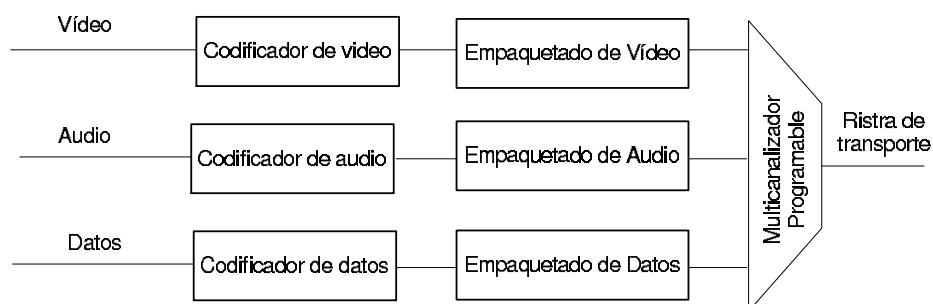 Vídeo
Codificador de video
Empaquetado de Vídeo
Audio
Codificador de audio
Empaquetado de Audio
Datos
Codificador de datos
Empaquetado de Datos
Multicanalizador
Programable
Ristra de
transporte